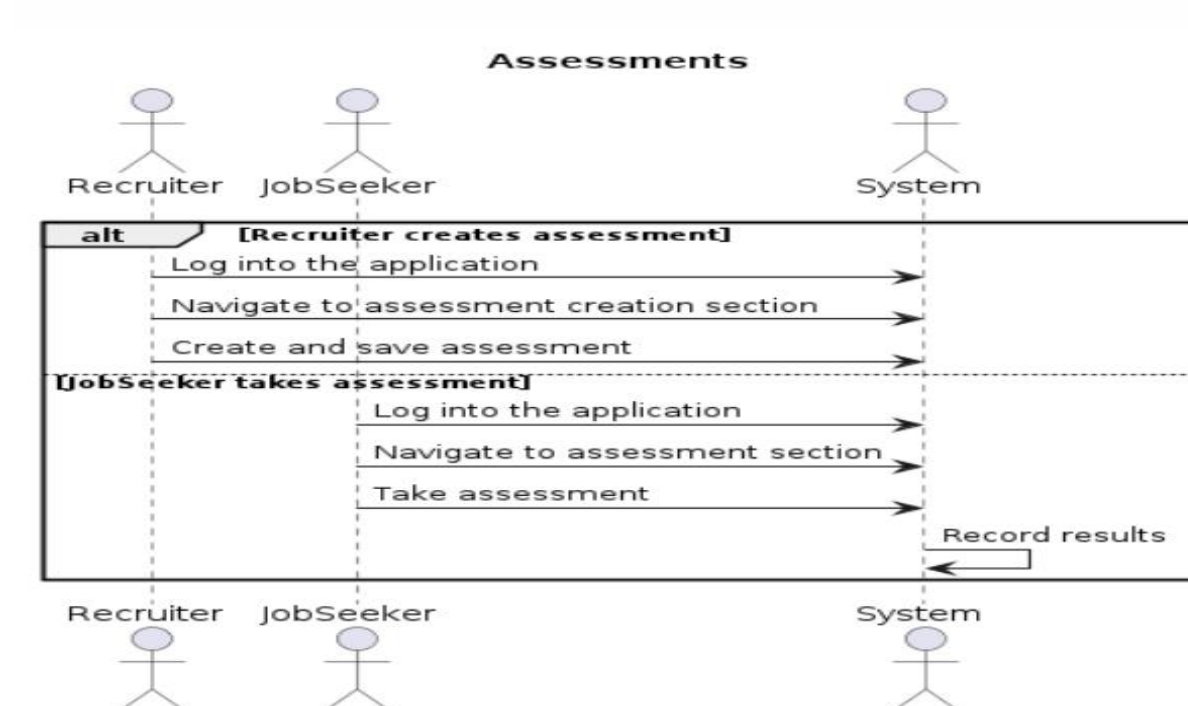 Assessments
Recruiter JobSeeker System
alt [Recruiter creates assessment]
Log into the application
Navigate to assessment creation section
Create and save assessment
[JobSeeker takes assessment]
Log into the application
Navigate to assessment section
Take assessment
Record results
Recruiter JobSeeker System